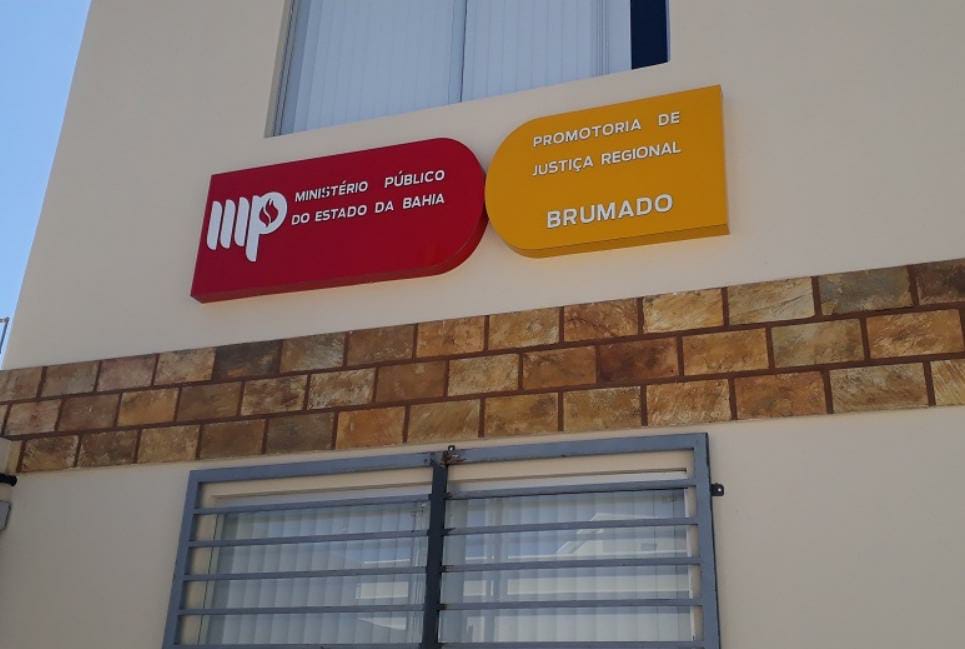 mp
MINISTÉRIO PÚBLICO
DO ESTADO DA BAHIA
PROMOTORIA DE
JUSTIÇA REGIONAL
BRUMADO